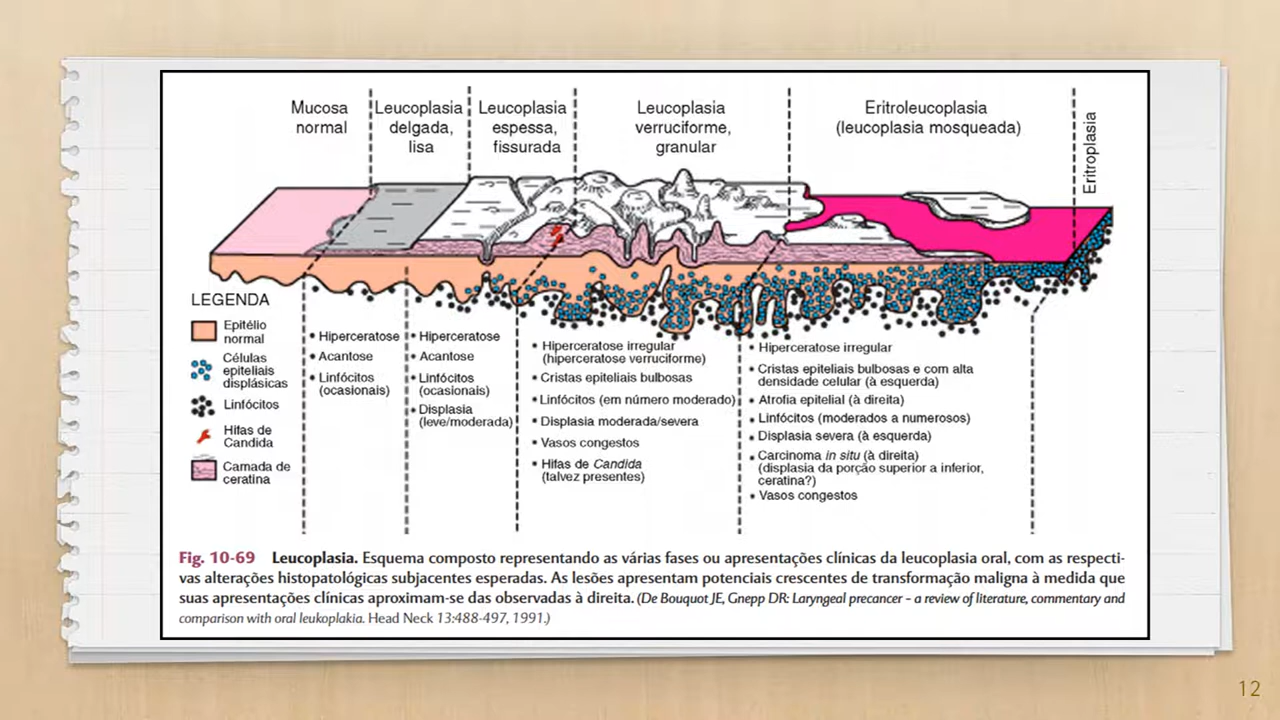 Mucosa
normal
Leucoplasia
delgada,
lisa
Leucoplasia
espessa,
fissurada
Leucoplasia
verruciforme,
granular
Eritroleucoplasia
(leucoplasia mosqueada)
Eritroplasia
LEGENDA
Epitélio
normal
Células
epiteliais
displásicas
Linfócitos
Hifas de
Candida
Camada de
ceratina
• Hiperceratose
• Acantose
• Linfócitos
(ocasionais)
• Hiperceratose
• Acantose
• Linfócitos
(ocasionais)
• Displasia
(leve/moderada)
• Hiperceratose irregular
(hiperceratose verruciforme)
• Cristas epiteliais bulbosas
• Linfócitos (em número moderado)
• Displasia moderada/severa
• Vasos congestos
• Hifas de Candida
(talvez presentes)
• Hiperceratose irregular
• Cristas epiteliais bulbosas e com alta
densidade celular (à esquerda)
• Atrofia epitelial (à direita)
• Linfócitos (moderados a numerosos)
• Displasia severa (à esquerda)
• Carcinoma in situ (à direita)
(displasia da porção superior a inferior,
ceratina?)
• Vasos congestos
Fig. 10-69 Leucoplasia. Esquema composto representando as várias fases ou apresentações clínicas da leucoplasia oral, com as respecti-
vas alterações histopatológicas subjacentes esperadas. As lesões apresentam potenciais crescentes de transformação maligna à medida que
suas apresentações clínicas aproximam-se das observadas à direita. (De Bouquot JE, Gnepp DR: Laryngeal precancer – a review of literature, commentary and
comparison with oral leukoplakia. Head Neck 13:488-497, 1991.)
12